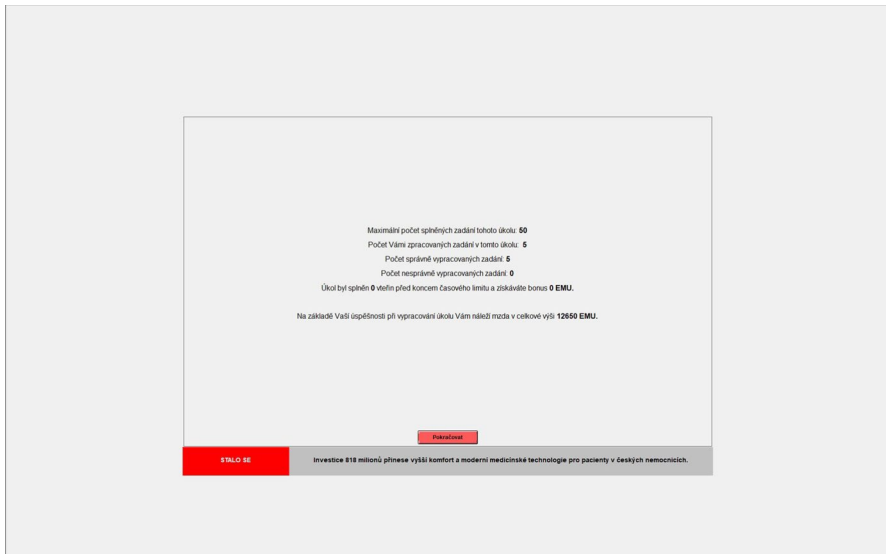 Maximální počet splněných zadání tohoto úkolu: 50
Počet Vámi zpracovaných zadání v tomto úkolu: 5
Počet správně vypracovaných zadání: 5
Počet nesprávně vypracovaných zadání: 0
Úkol byl splněn 0 vteřin před koncem časového limitu a získáváte bonus 0 EMU.
Na základě Vaší úspěšnosti při vypracování úkolu Vám náleží mzda v celkové výši 12650 EMU.
Pokračovat
STALO SE
Investice 818 milionů přinese vyšší komfort a moderní medicínské technologie pro pacienty v českých nemocnicích.